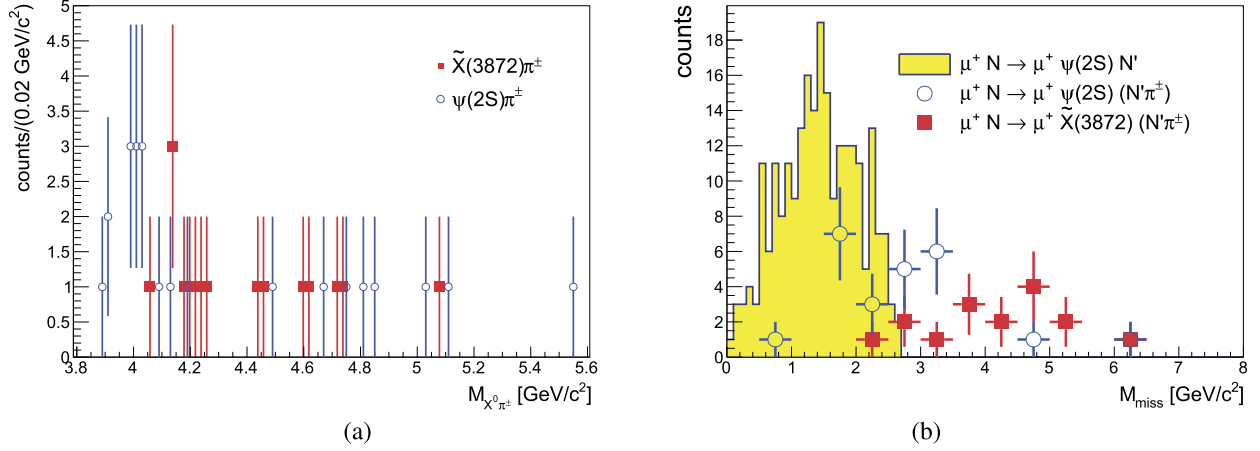 counts/(0.02 GeV/c²)
5
4.5
4
3.5
3
2.5
2
1.5
1
0.5
0
3.8 4 4.2 4.4 4.6 4.8 5 5.2 5.4 5.6
X̃(3872)π±
ψ(2S)π±
M_X⁰π± [GeV/c²]
(a)
counts
18
16
14
12
10
8
6
4
2
0
0 1 2 3 4 5 6 7 8
μ⁺ N → μ⁺ ψ(2S) N'
μ⁺ N → μ⁺ ψ(2S) (N'π±)
μ⁺ N → μ⁺ X̃(3872) (N'π±)
M_miss [GeV/c²]
(b)